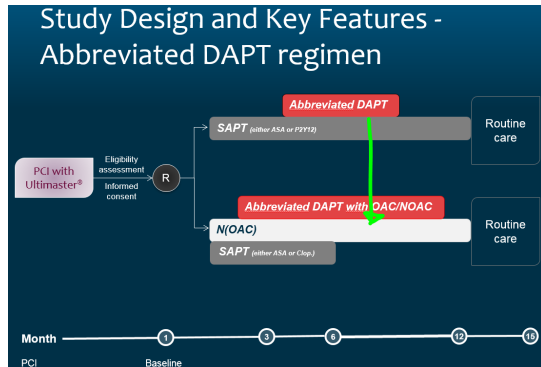 Study Design and Key Features -
Abbreviated DAPT regimen
Abbreviated DAPT
SAPT (either ASA or P2Y12)
Routine
care
PCI with
Ultimaster®
Eligibility
assessment
Informed
consent
R
Abbreviated DAPT with OAC/NOAC
N(OAC)
SAPT (either ASA or Clop.)
Routine
care
Month 1 3 6 12 15
PCI Baseline